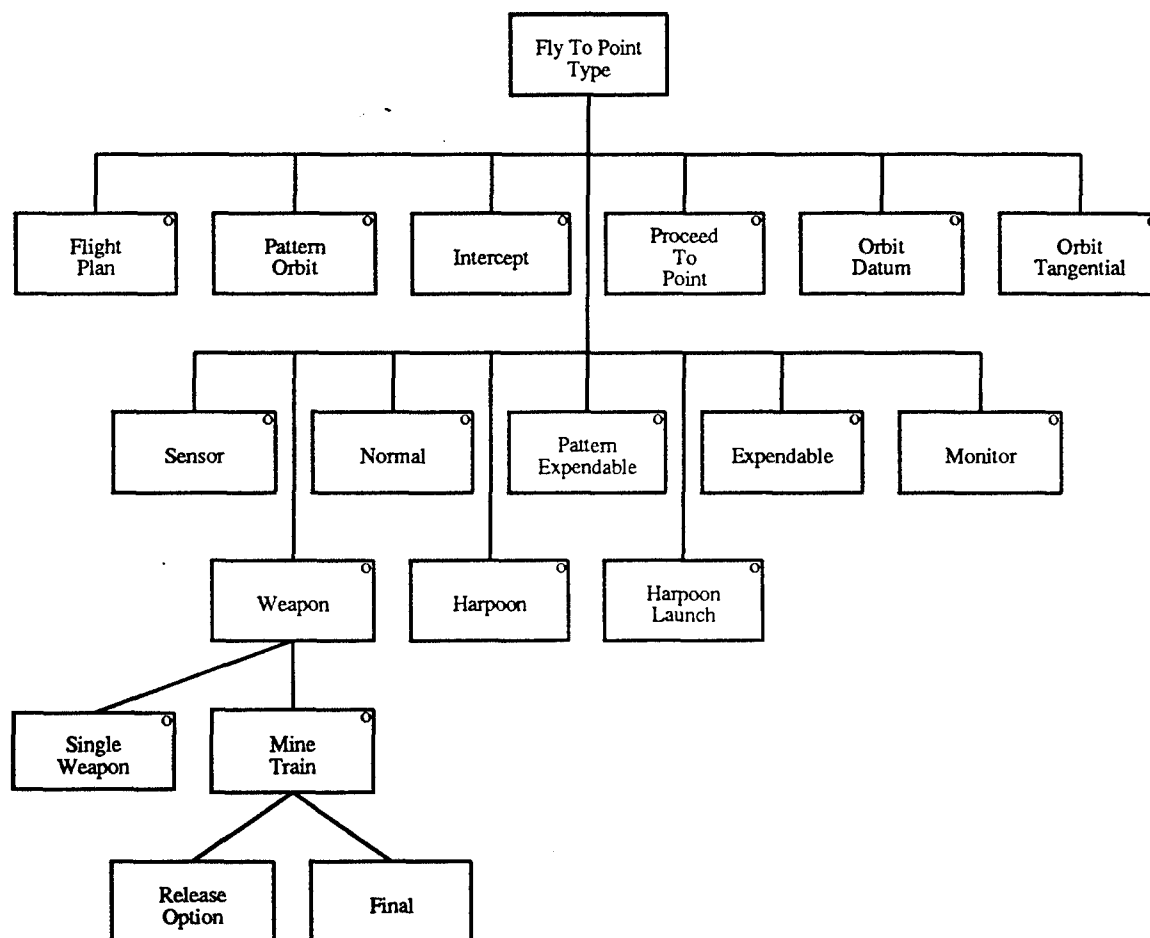 Fly To Point
Type
o
Flight
Plan
o
Pattern
Orbit
o
Intercept
o
Proceed
To
Point
o
Orbit
Datum
o
Orbit
Tangential
o
Sensor
o
Normal
o
Pattern
Expendable
o
Expendable
o
Monitor
o
Weapon
o
Harpoon
o
Harpoon
Launch
o
Single
Weapon
o
Mine
Train
Release
Option
Final